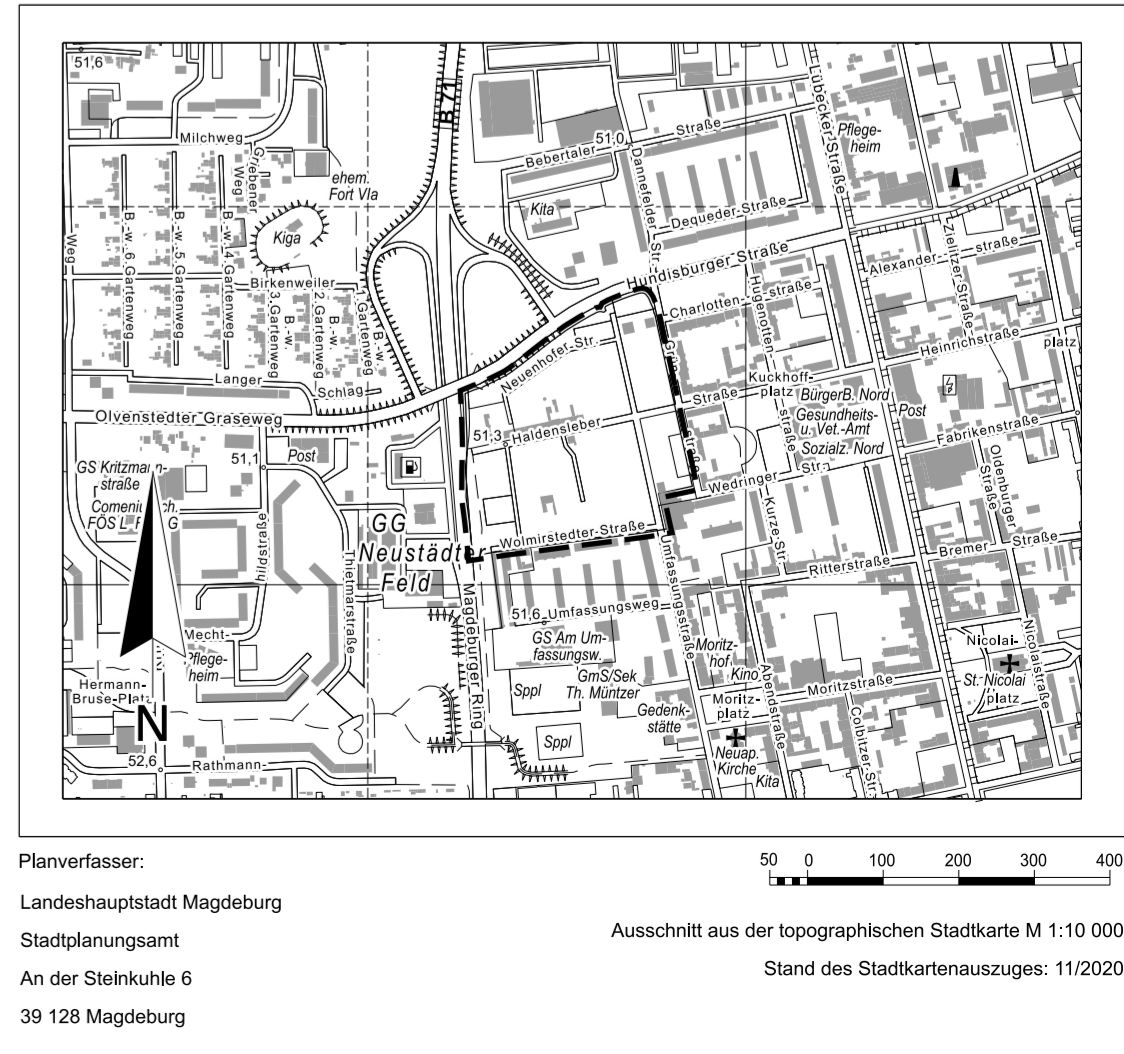 51,6
B 71
Lübecker Straße
Milchweg
Griebener
Weg
Bebertaler
51,0
Straße
Pflege-
heim
ehem.
Fort VIa
Dannefelder Str.
Kita
Dequeder-Straße
Weg
B.-w. 6.Gartenweg
B.-w. 5.Gartenweg
B.-w. 4.Gartenweg
Kiga
Birkenweiler
B.-w.
3.Gartenweg
B.-w.
2.Gartenweg
B.-w.
Gartenweg
Hundisburger Straße
Zielitzer-Straße
Alexander-
straße
Charlotten-
straße
Hugenotten-
straße
Heinrichstraße
platz
Neuenhofer-Str.
Langer
Schlag
Olvenstedter Graseweg
Kuckhoff-
platz
Straße
BürgerB. Nord
Gesundheits-
u. Vet.-Amt
Sozialz. Nord
Post
Fabrikenstraße
51,3
Haldensleber
51,1
Post
GS Kritzmann-
straße
Wedringer
Str.
Kurze-Str.
Oldenburger
Straße
GG
Neustädter
Feld
Wolmirstedter-Straße
Bremer
Straße
Ritterstraße
Thietmarstraße
Mecht-
hildstraße
Magdeburger Ring
51,6
Umfassungsweg
Umfassungsstraße
GS Am Um-
fassungsw.
GmS/Sek
Th. Müntzer
Sppl
Sppl
Gedenk-
stätte
Moritz-
hof
Kino
Moritz-
platz
Moritzstraße
Abendstraße
Colbitzer-Str.
Nicolai-
platz
St. Nicolai
Nicolaistraße
Neuap.
Kirche
Kita
Pflege-
heim
Hermann-
Bruse-Platz
N
52,6
Rathmann-
Planverfasser:
Landeshauptstadt Magdeburg
Stadtplanungsamt
An der Steinkuhle 6
39 128 Magdeburg
50 0 100 200 300 400
Ausschnitt aus der topographischen Stadtkarte M 1:10 000
Stand des Stadtkartenauszuges: 11/2020